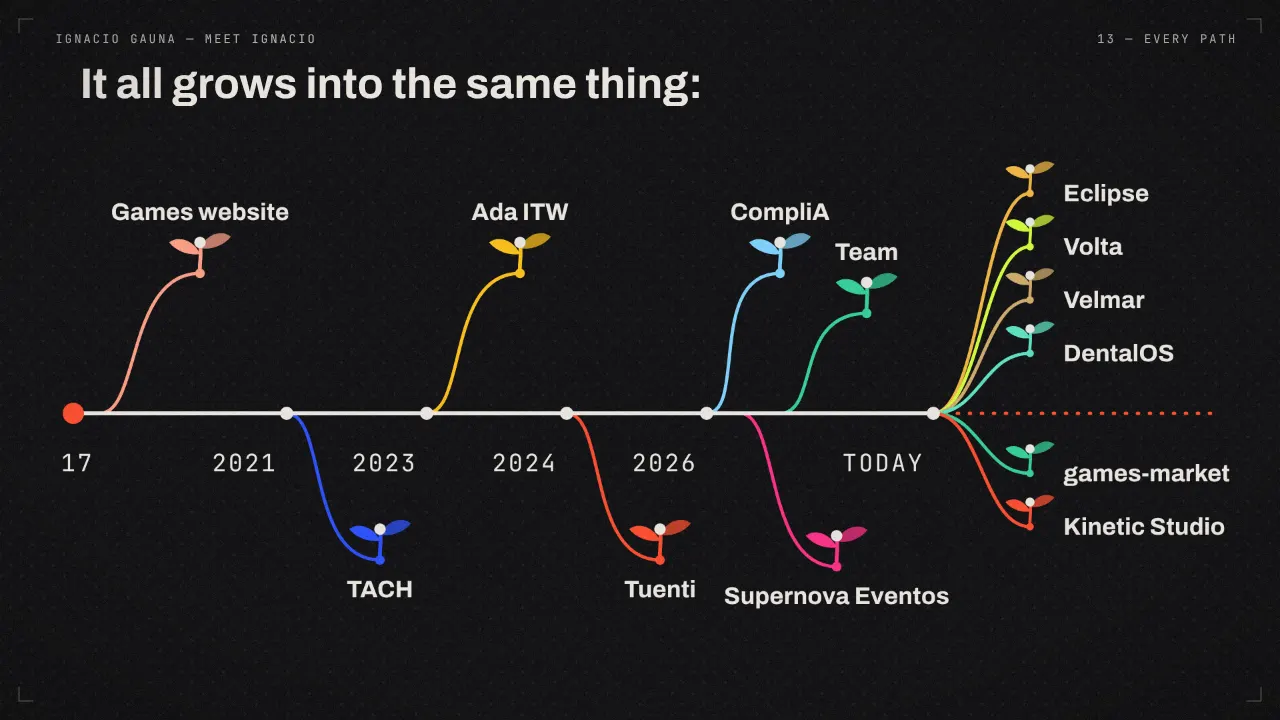 IGNACIO GAUNA — MEET IGNACIO
13 — EVERY PATH
It all grows into the same thing:
Games website
Ada ITW
CompliA
Team
Eclipse
Volta
Velmar
DentalOS
17
2021
2023
2024
2026
TODAY
games-market
Kinetic Studio
TACH
Tuenti
Supernova Eventos